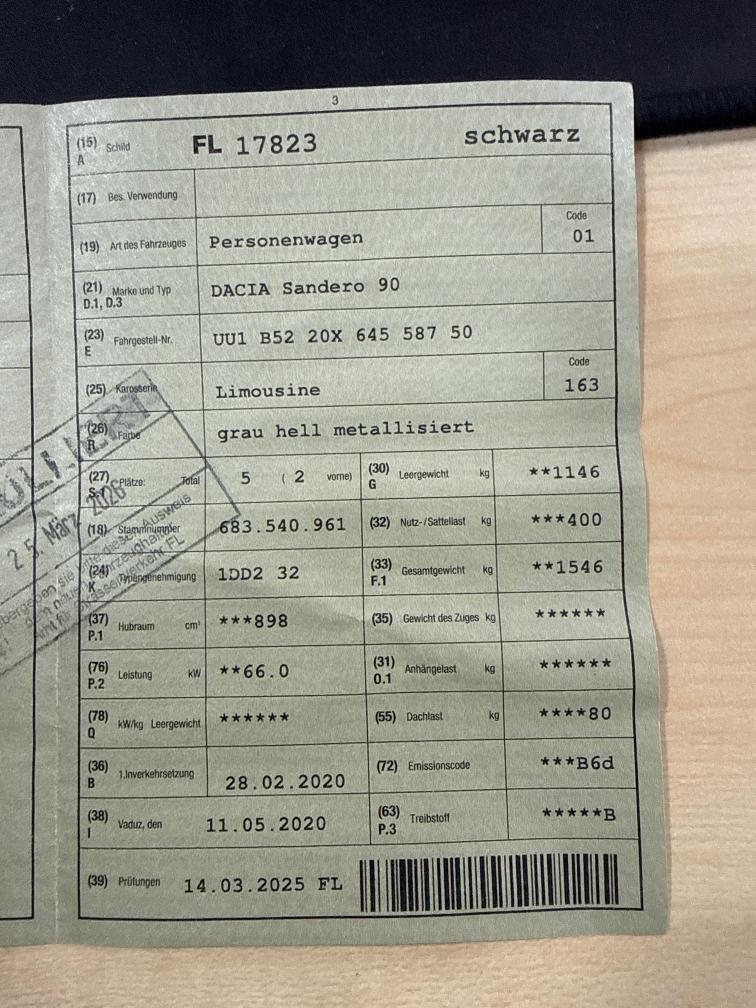 3
(15) A Schild FL 17823 schwarz
(17) Bes. Verwendung
Code
(19) Art des Fahrzeuges Personenwagen 01
(21) D.1, D.3 Marke und Typ DACIA Sandero 90
(23) E Fahrgestell-Nr. UU1 B52 20X 645 587 50
Code
(25) Karosserie Limousine 163
(26) R Farbe grau hell metallisiert
(27) Plätze: Total 5 ( 2 vorne) (30) G Leergewicht kg **1146
(18) Stammnummer 683.540.961 (32) Nutz-/Sattellast kg ***400
(24) K Typengenehmigung 1DD2 32 (33) F.1 Gesamtgewicht kg **1546
(37) P.1 Hubraum cm³ ***898 (35) Gewicht des Zuges kg ******
(76) P.2 Leistung kW **66.0 (31) O.1 Anhängelast kg ******
(78) Q kW/kg Leergewicht ****** (55) Dachlast kg ****80
(36) B 1.Inverkehrsetzung 28.02.2020 (72) Emissionscode ***B6d
(38) I Vaduz, den 11.05.2020 (63) P.3 Treibstoff *****B
(39) Prüfungen 14.03.2025 FL
25. März 2026
diesen Ausweis
FL